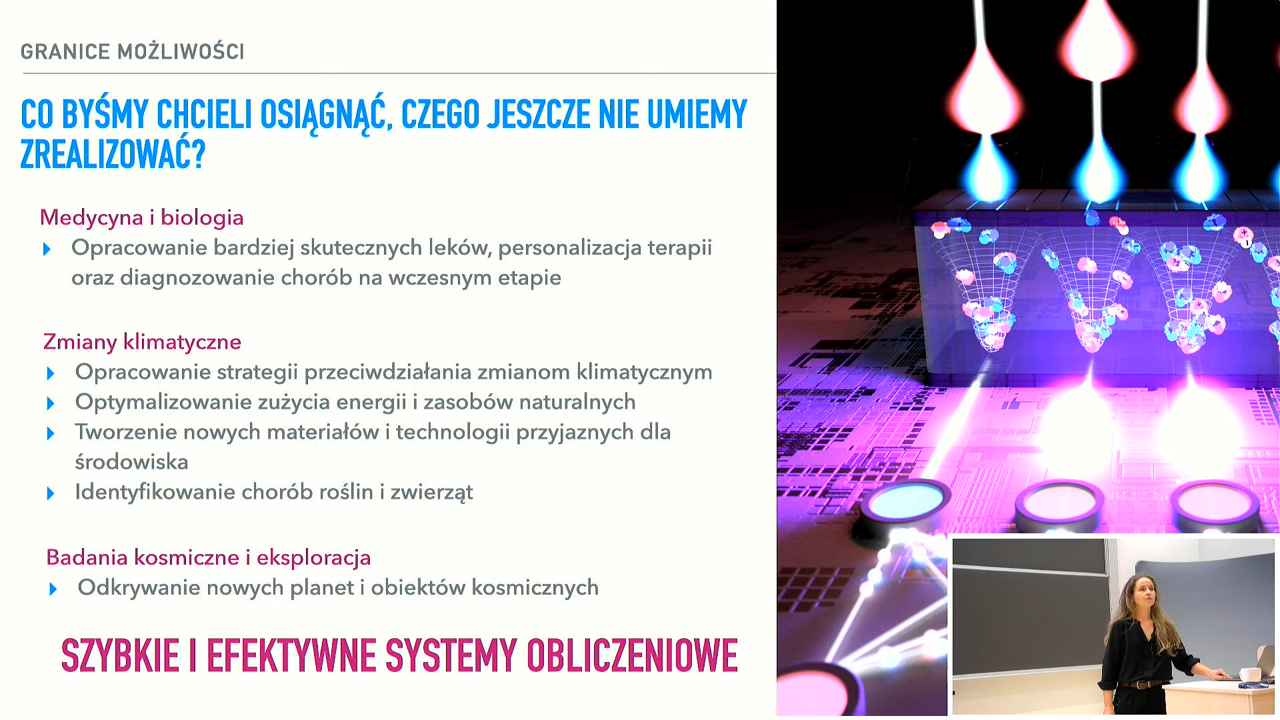 GRANICE MOŻLIWOŚCI
CO BYŚMY CHCIELI OSIĄGNĄĆ, CZEGO JESZCZE NIE UMIEMY
ZREALIZOWAĆ?
Medycyna i biologia
Opracowanie bardziej skutecznych leków, personalizacja terapii
oraz diagnozowanie chorób na wczesnym etapie
Zmiany klimatyczne
Opracowanie strategii przeciwdziałania zmianom klimatycznym
Optymalizowanie zużycia energii i zasobów naturalnych
Tworzenie nowych materiałów i technologii przyjaznych dla
środowiska
Identyfikowanie chorób roślin i zwierząt
Badania kosmiczne i eksploracja
Odkrywanie nowych planet i obiektów kosmicznych
SZYBKIE I EFEKTYWNE SYSTEMY OBLICZENIOWE